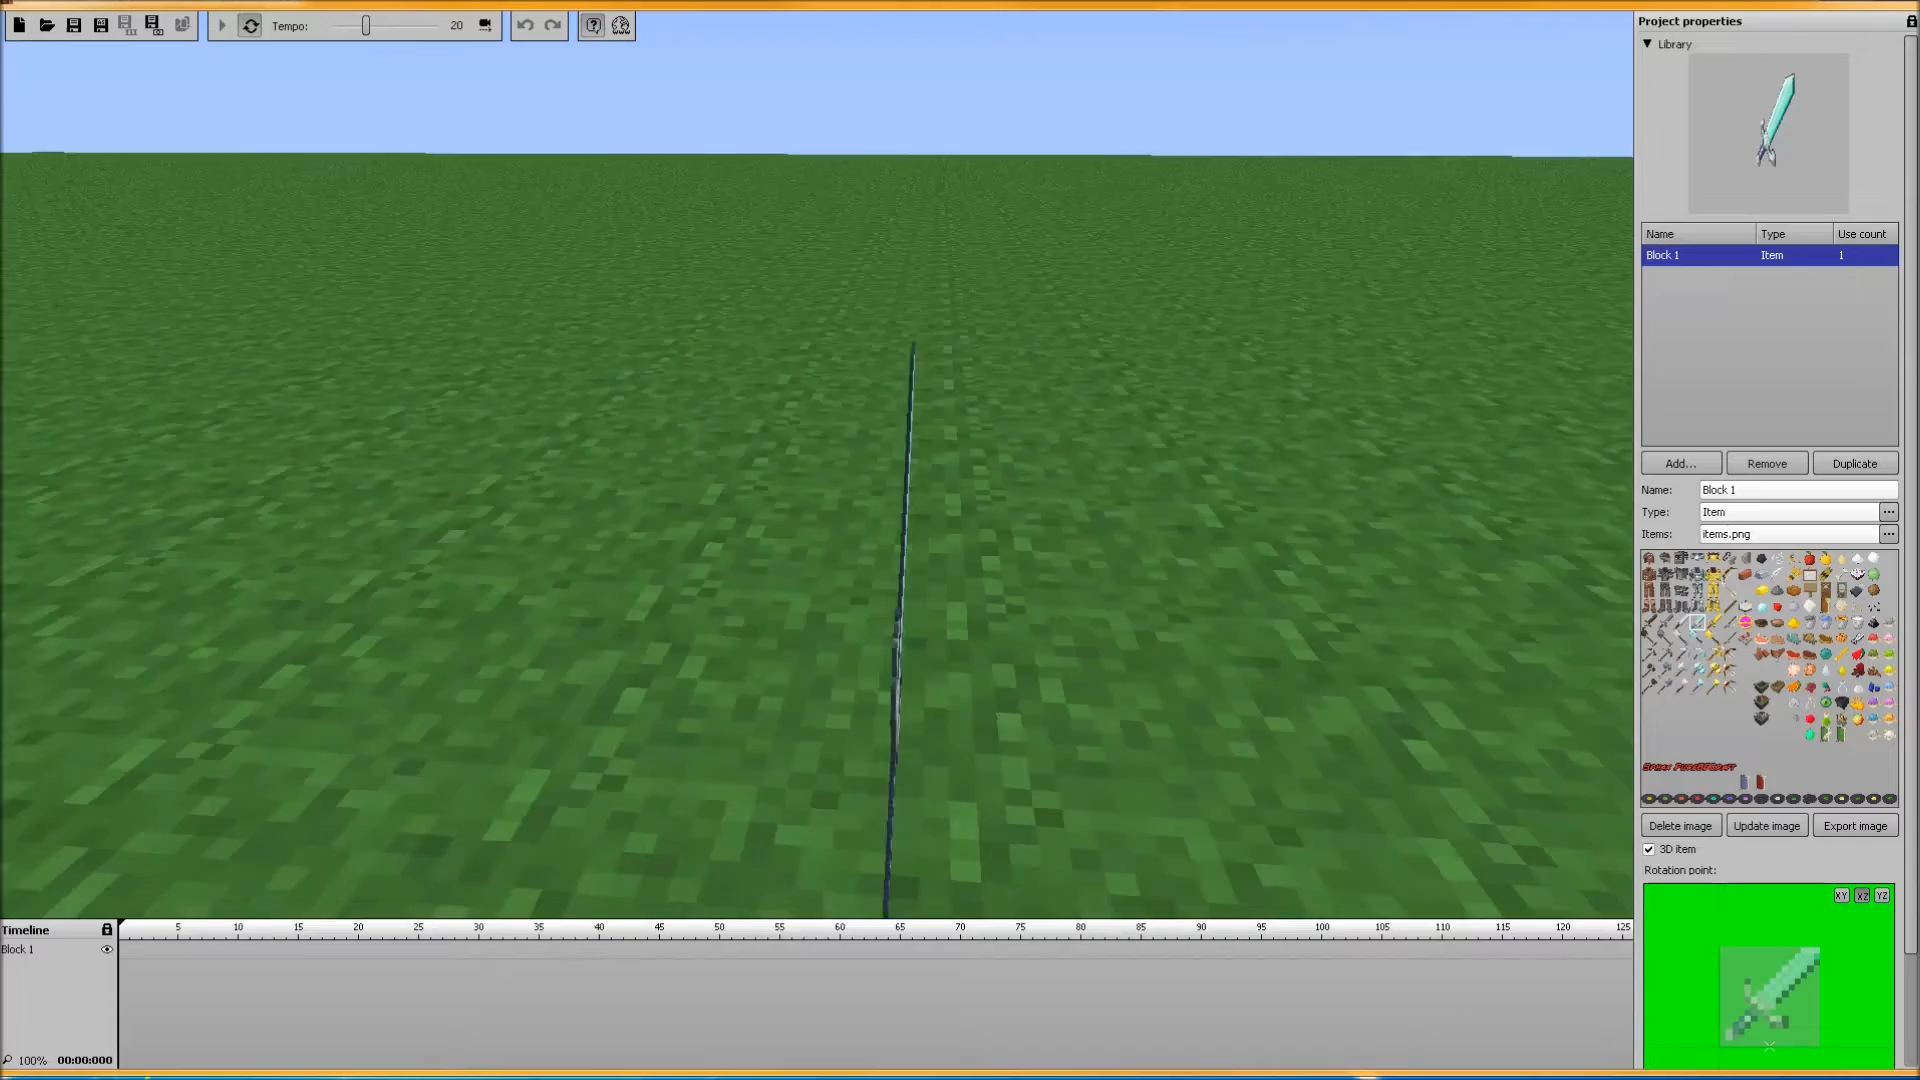 Tempo:
20
Project properties
Library
Name Type Use count
Block 1 Item 1
Add... Remove Duplicate
Name: Block 1
Type: Item ...
Items: items.png ...
Sphax PureBDCraft
Delete image Update image Export image
3D item
Rotation point:
XY XZ YZ
Timeline
5 10 15 20 25 30 35 40 45 50 55 60 65 70 75 80 85 90 95 100 105 110 115 120 125
Block 1
100% 00:00:000